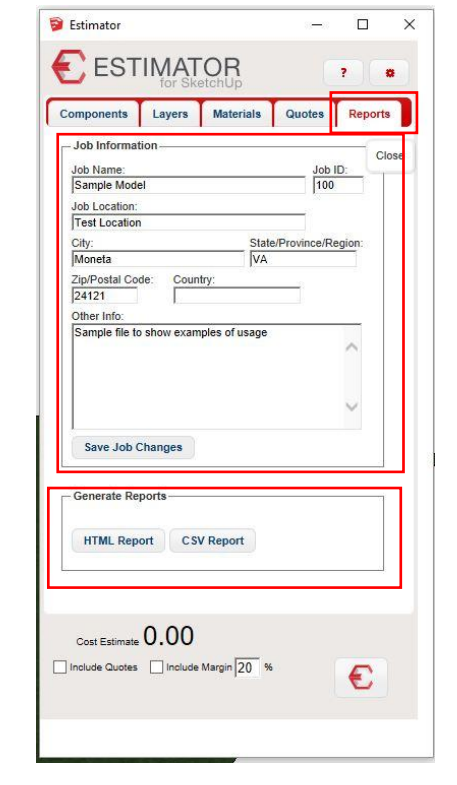 Estimator
ESTIMATOR
for SketchUp
?
Components Layers Materials Quotes Reports
Job Information
Close
Job Name: Job ID:
Sample Model 100
Job Location:
Test Location
City: State/Province/Region:
Moneta VA
Zip/Postal Code: Country:
24121
Other Info:
Sample file to show examples of usage
Save Job Changes
Generate Reports
HTML Report CSV Report
Cost Estimate 0.00
Include Quotes Include Margin 20 %